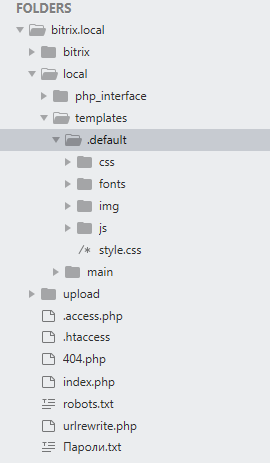 FOLDERS
bitrix.local
bitrix
local
php_interface
templates
.default
css
fonts
img
js
/* style.css
main
upload
.access.php
.htaccess
404.php
index.php
robots.txt
urlrewrite.php
Пароли.txt